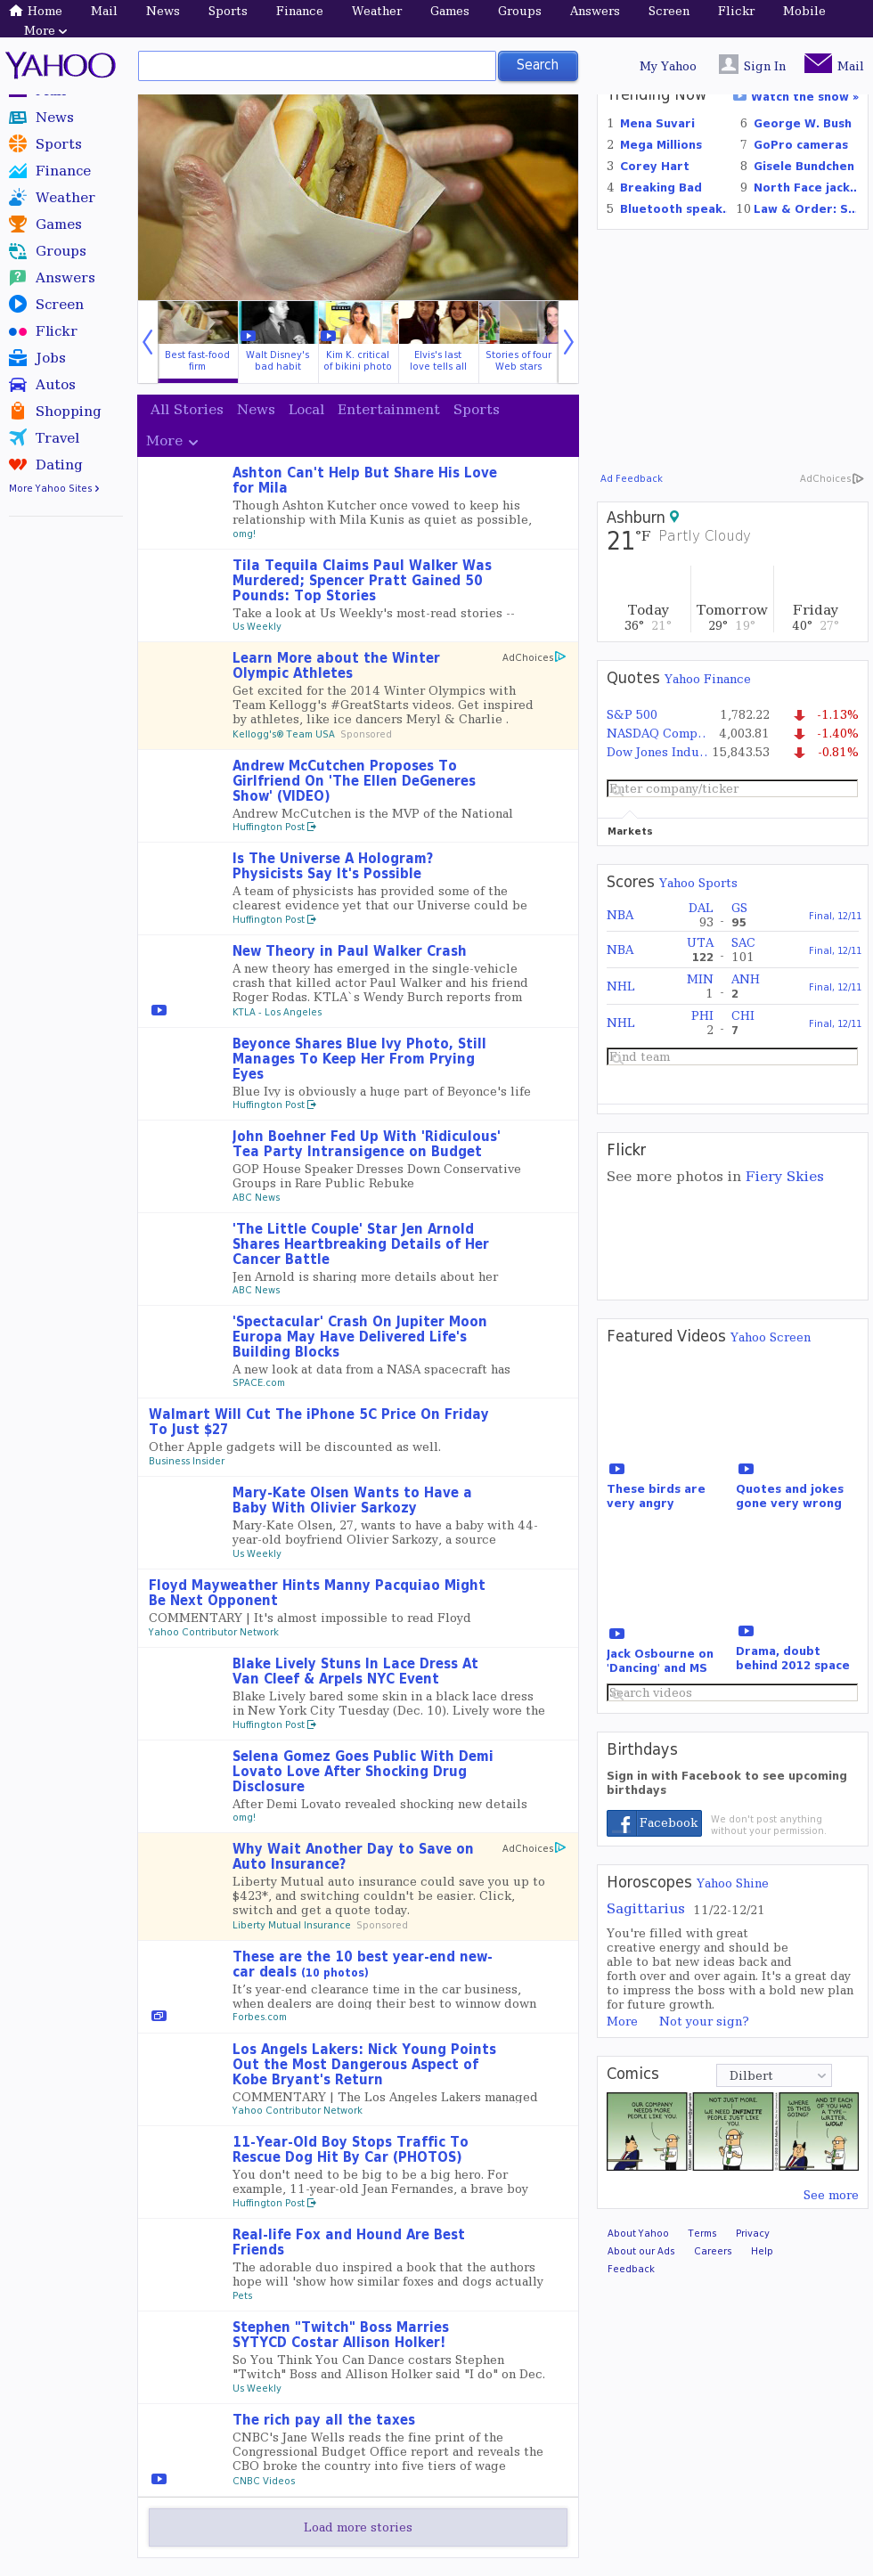 Home Mail News Sports Finance Weather Games Groups Answers Screen Flickr Mobile
More
YAHOO
Search
My Yahoo
Sign In
Mail
News
Sports
Finance
Weather
Games
Groups
Answers
Screen
Flickr
Jobs
Autos
Shopping
Travel
Dating
More Yahoo Sites
Best fast-food
firm
Walt Disney's
bad habit
Kim K. critical
of bikini photo
Elvis's last
love tells all
Stories of four
Web stars
All Stories News Local Entertainment Sports
More
Ashton Can't Help But Share His Love
for Mila
Though Ashton Kutcher once vowed to keep his
relationship with Mila Kunis as quiet as possible,
omg!
Tila Tequila Claims Paul Walker Was
Murdered; Spencer Pratt Gained 50
Pounds: Top Stories
Take a look at Us Weekly's most-read stories --
Us Weekly
Learn More about the Winter
Olympic Athletes
AdChoices
Get excited for the 2014 Winter Olympics with
Team Kellogg's #GreatStarts videos. Get inspired
by athletes, like ice dancers Meryl & Charlie .
Kellogg's® Team USA Sponsored
Andrew McCutchen Proposes To
Girlfriend On 'The Ellen DeGeneres
Show' (VIDEO)
Andrew McCutchen is the MVP of the National
Huffington Post
Is The Universe A Hologram?
Physicists Say It's Possible
A team of physicists has provided some of the
clearest evidence yet that our Universe could be
Huffington Post
New Theory in Paul Walker Crash
A new theory has emerged in the single-vehicle
crash that killed actor Paul Walker and his friend
Roger Rodas. KTLA`s Wendy Burch reports from
KTLA - Los Angeles
Beyonce Shares Blue Ivy Photo, Still
Manages To Keep Her From Prying
Eyes
Blue Ivy is obviously a huge part of Beyonce's life
Huffington Post
John Boehner Fed Up With 'Ridiculous'
Tea Party Intransigence on Budget
GOP House Speaker Dresses Down Conservative
Groups in Rare Public Rebuke
ABC News
'The Little Couple' Star Jen Arnold
Shares Heartbreaking Details of Her
Cancer Battle
Jen Arnold is sharing more details about her
ABC News
'Spectacular' Crash On Jupiter Moon
Europa May Have Delivered Life's
Building Blocks
A new look at data from a NASA spacecraft has
SPACE.com
Walmart Will Cut The iPhone 5C Price On Friday
To Just $27
Other Apple gadgets will be discounted as well.
Business Insider
Mary-Kate Olsen Wants to Have a
Baby With Olivier Sarkozy
Mary-Kate Olsen, 27, wants to have a baby with 44-
year-old boyfriend Olivier Sarkozy, a source
Us Weekly
Floyd Mayweather Hints Manny Pacquiao Might
Be Next Opponent
COMMENTARY | It's almost impossible to read Floyd
Yahoo Contributor Network
Blake Lively Stuns In Lace Dress At
Van Cleef & Arpels NYC Event
Blake Lively bared some skin in a black lace dress
in New York City Tuesday (Dec. 10). Lively wore the
Huffington Post
Selena Gomez Goes Public With Demi
Lovato Love After Shocking Drug
Disclosure
After Demi Lovato revealed shocking new details
omg!
Why Wait Another Day to Save on
Auto Insurance?
AdChoices
Liberty Mutual auto insurance could save you up to
$423*, and switching couldn't be easier. Click,
switch and get a quote today.
Liberty Mutual Insurance Sponsored
These are the 10 best year-end new-
car deals (10 photos)
It’s year-end clearance time in the car business,
when dealers are doing their best to winnow down
Forbes.com
Los Angels Lakers: Nick Young Points
Out the Most Dangerous Aspect of
Kobe Bryant's Return
COMMENTARY | The Los Angeles Lakers managed
Yahoo Contributor Network
11-Year-Old Boy Stops Traffic To
Rescue Dog Hit By Car (PHOTOS)
You don't need to be big to be a big hero. For
example, 11-year-old Jean Fernandes, a brave boy
Huffington Post
Real-life Fox and Hound Are Best
Friends
The adorable duo inspired a book that the authors
hope will 'show how similar foxes and dogs actually
Pets
Stephen "Twitch" Boss Marries
SYTYCD Costar Allison Holker!
So You Think You Can Dance costars Stephen
"Twitch" Boss and Allison Holker said "I do" on Dec.
Us Weekly
The rich pay all the taxes
CNBC's Jane Wells reads the fine print of the
Congressional Budget Office report and reveals the
CBO broke the country into five tiers of wage
CNBC Videos
Load more stories
Trending Now
Watch the show »
1 Mena Suvari
2 Mega Millions
3 Corey Hart
4 Breaking Bad
5 Bluetooth speak..
6 George W. Bush
7 GoPro cameras
8 Gisele Bundchen
9 North Face jack..
10 Law & Order: S..
Ad Feedback
AdChoices
Ashburn
21°F Partly Cloudy
Today
36° 21°
Tomorrow
29° 19°
Friday
40° 27°
Quotes Yahoo Finance
S&P 500 1,782.22 -1.13%
NASDAQ Comp.. 4,003.81 -1.40%
Dow Jones Indu.. 15,843.53 -0.81%
Enter company/ticker
Markets
Scores Yahoo Sports
NBA DAL 93 - GS 95 Final, 12/11
NBA UTA 122 - SAC 101 Final, 12/11
NHL MIN 1 - ANH 2 Final, 12/11
NHL PHI 2 - CHI 7 Final, 12/11
Find team
Flickr
See more photos in Fiery Skies
Featured Videos Yahoo Screen
These birds are
very angry
Quotes and jokes
gone very wrong
Jack Osbourne on
'Dancing' and MS
Drama, doubt
behind 2012 space
Search videos
Birthdays
Sign in with Facebook to see upcoming
birthdays
Facebook
We don't post anything
without your permission.
Horoscopes Yahoo Shine
Sagittarius 11/22-12/21
You're filled with great
creative energy and should be
able to bat new ideas back and
forth over and over again. It's a great day
to impress the boss with a bold new plan
for future growth.
More Not your sign?
Comics
Dilbert
OUR COMPANY
NEEDS MORE
PEOPLE LIKE YOU.
NOT JUST MORE.
WE NEED INFINITE
PEOPLE JUST LIKE
YOU.
WHERE
IS THIS
GOING?
AND IF EACH
OF YOU HAD
A TYPE-
WRITER,
WOW!
See more
About Yahoo Terms Privacy
About our Ads Careers Help
Feedback